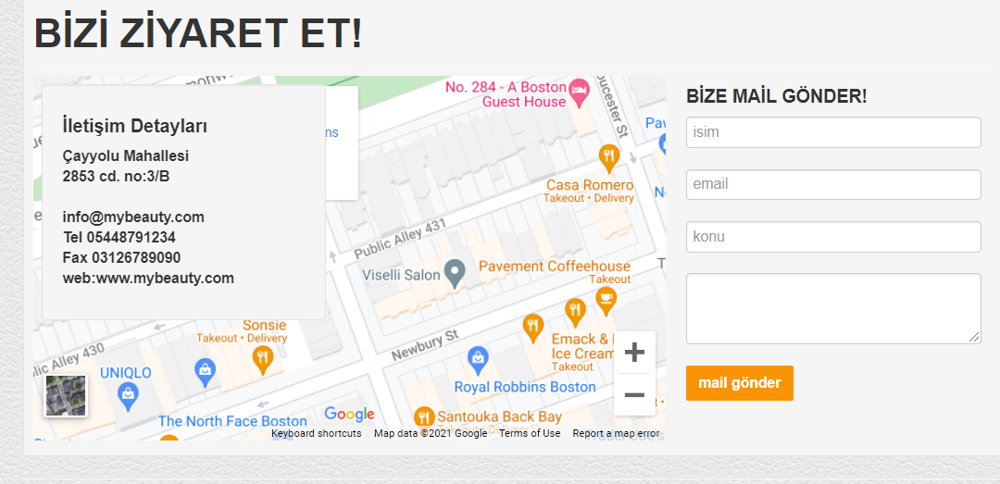 BİZİ ZİYARET ET!
İletişim Detayları
Çayyolu Mahallesi
2853 cd. no:3/B
info@mybeauty.com
Tel 05448791234
Fax 03126789090
web:www.mybeauty.com
No. 284 - A Boston
Guest House
Casa Romero
Takeout • Delivery
Public Alley 431
Viselli Salon
Pavement Coffeehouse
Takeout
Sonsie
Takeout • Delivery
Newbury St
Emack &
Ice Cream
Takeout
Alley 430
UNIQLO
Royal Robbins Boston
The North Face Boston
Santouka Back Bay
Google
Keyboard shortcuts
Map data ©2021 Google
Terms of Use
Report a map error
BİZE MAİL GÖNDER!
isim
email
konu
mail gönder